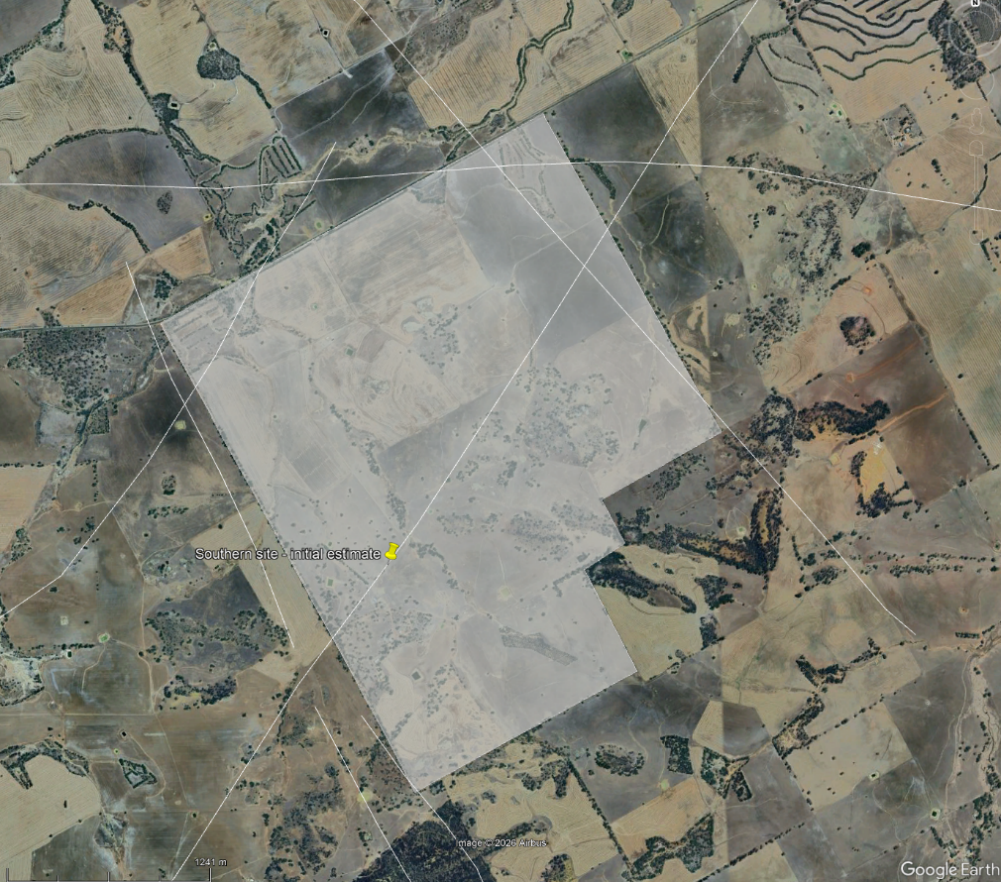 N
Southern site - initial estimate
Image © 2026 Airbus
1241 m
Google Earth